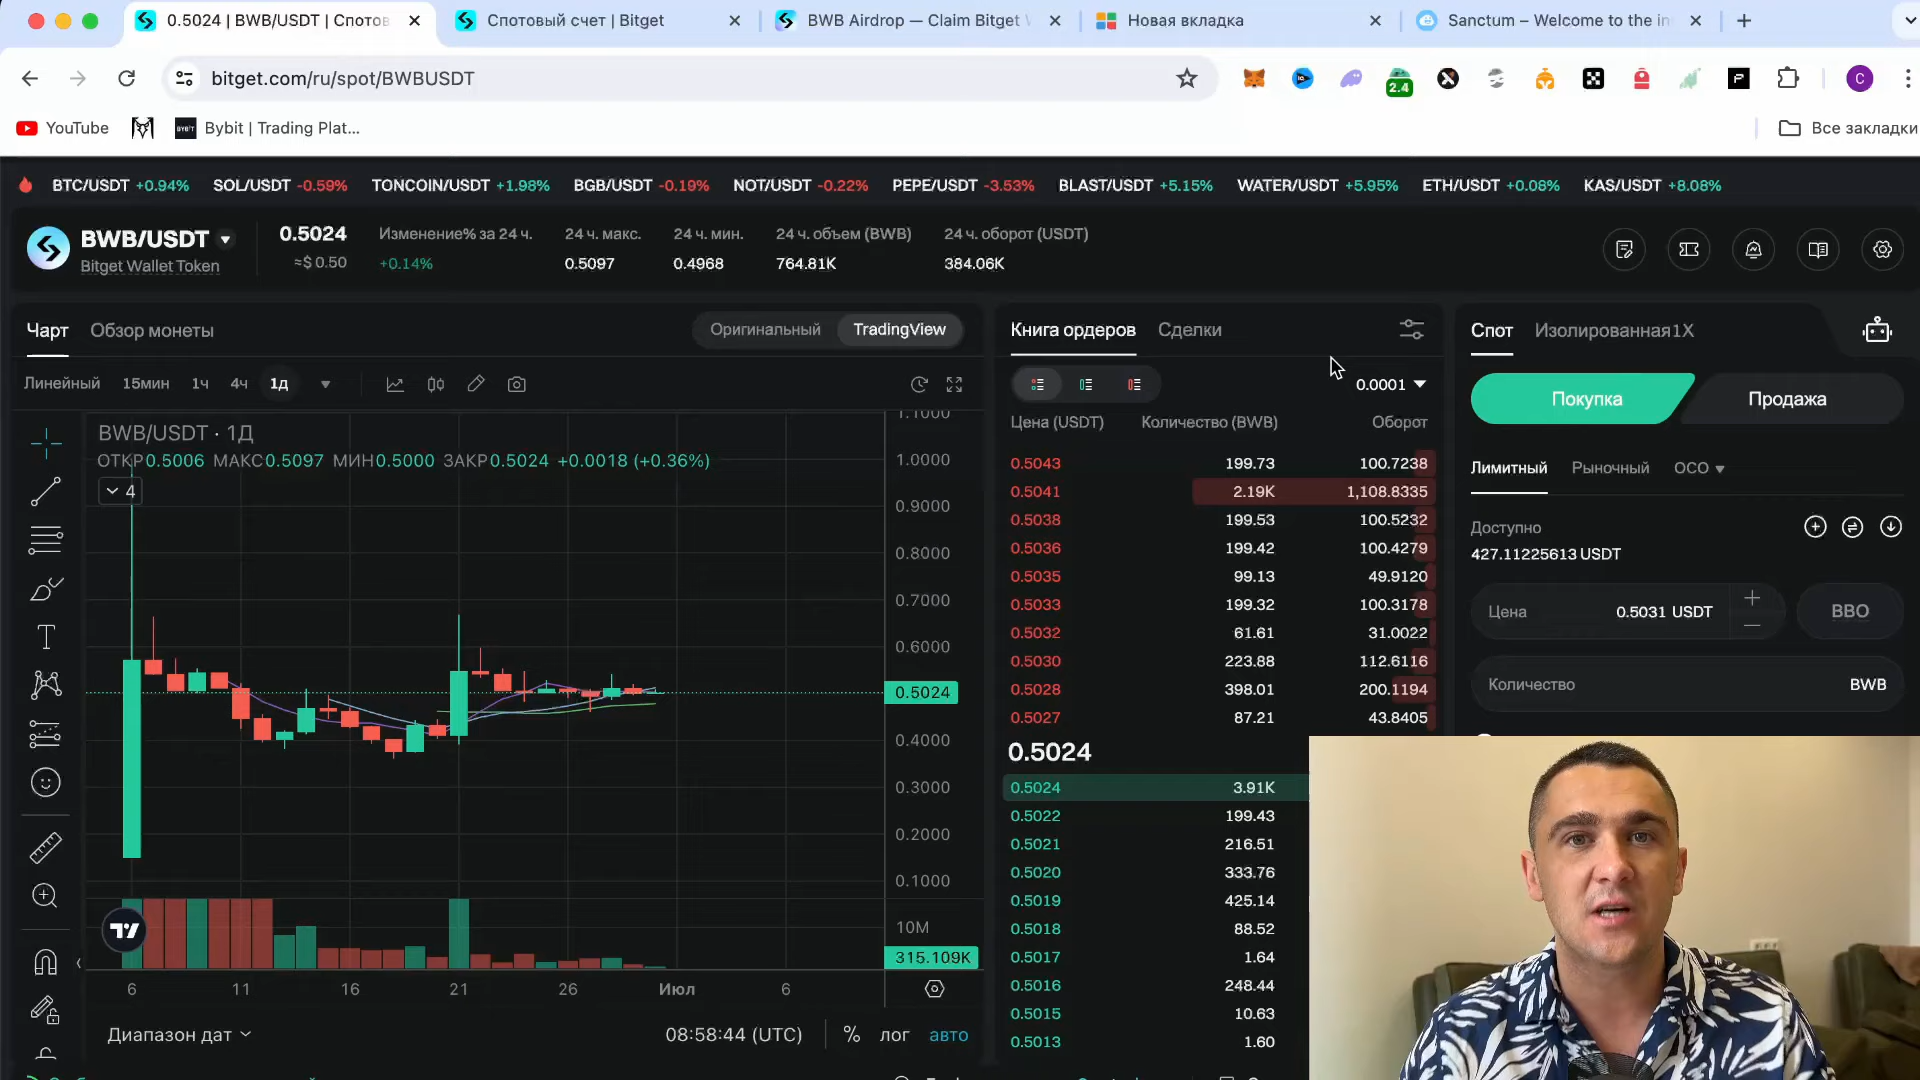 0.5024 | BWB/USDT | Спотов
Спотовый счет | Bitget
BWB Airdrop — Claim Bitget W
Новая вкладка
Sanctum – Welcome to the in
bitget.com/ru/spot/BWBUSDT
2.4
C
YouTube
BYBIT
Bybit | Trading Plat...
Все закладки
BTC/USDT +0.94% SOL/USDT -0.59% TONCOIN/USDT +1.98% BGB/USDT -0.19% NOT/USDT -0.22% PEPE/USDT -3.53% BLAST/USDT +5.15% WATER/USDT +5.95% ETH/USDT +0.08% KAS/USDT +8.08%
BWB/USDT 0.5024 Изменение% за 24 ч. 24 ч. макс. 24 ч. мин. 24 ч. объем (BWB) 24 ч. оборот (USDT)
Bitget Wallet Token ≈$ 0.50 +0.14% 0.5097 0.4968 764.81K 384.06K
Чарт Обзор монеты Оригинальный TradingView
Линейный 15мин 1ч 4ч 1д
BWB/USDT · 1Д
ОТКР0.5006 МАКС0.5097 МИН0.5000 ЗАКР0.5024 +0.0018 (+0.36%)
4
1.1000
1.0000
0.9000
0.8000
0.7000
0.6000
0.5024
0.4000
0.3000
0.2000
0.1000
10M
315.109K
6 11 16 21 26 Июл 6
Диапазон дат 08:58:44 (UTC) % лог авто
Книга ордеров Сделки
0.0001
Цена (USDT) Количество (BWB) Оборот
0.5043 199.73 100.7238
0.5041 2.19K 1,108.8335
0.5038 199.53 100.5232
0.5036 199.42 100.4279
0.5035 99.13 49.9120
0.5033 199.32 100.3178
0.5032 61.61 31.0022
0.5030 223.88 112.6116
0.5028 398.01 200.1194
0.5027 87.21 43.8405
0.5024
0.5024 3.91K
0.5022 199.43
0.5021 216.51
0.5020 333.76
0.5019 425.14
0.5018 88.52
0.5017 1.64
0.5016 248.44
0.5015 10.63
0.5013 1.60
Спот Изолированная1X
Покупка Продажа
Лимитный Рыночный OCO
Доступно
427.11225613 USDT
Цена 0.5031 USDT BBO
Количество BWB